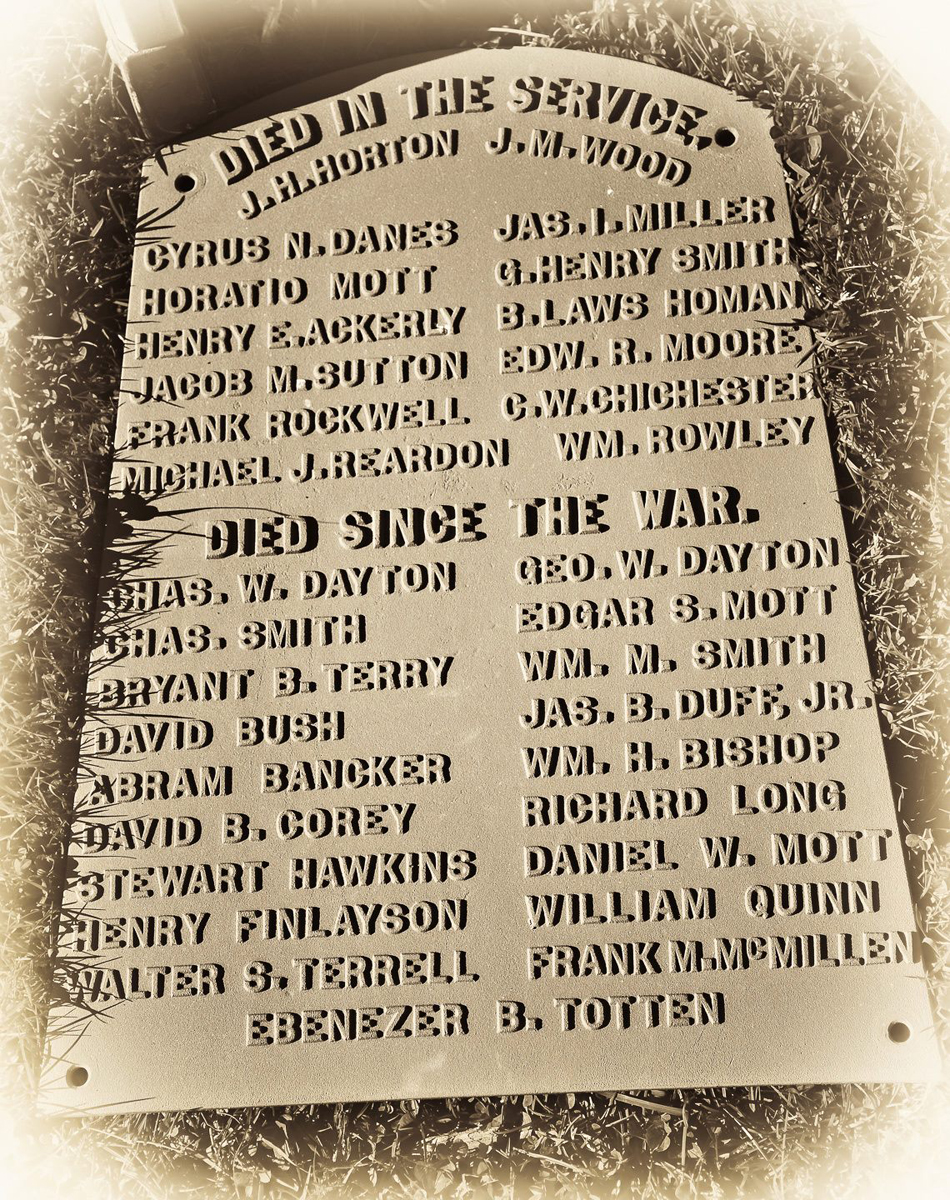 DIED IN THE SERVICE.
J.H.HORTON J.M.WOOD
CYRUS N.DANES JAS.I.MILLER
HORATIO MOTT G.HENRY SMITH
HENRY E.ACKERLY B.LAWS HOMAN
JACOB M.SUTTON EDW. R. MOORE
FRANK ROCKWELL C.W.CHICHESTER
MICHAEL J.REARDON WM. ROWLEY
DIED SINCE THE WAR.
CHAS. W. DAYTON GEO. W. DAYTON
CHAS. SMITH EDGAR S. MOTT
BRYANT B. TERRY WM. M. SMITH
DAVID BUSH JAS. B. DUFF, JR.
ABRAM BANCKER WM. H. BISHOP
DAVID B. COREY RICHARD LONG
STEWART HAWKINS DANIEL W. MOTT
HENRY FINLAYSON WILLIAM QUINN
WALTER S. TERRELL FRANK M. McMILLEN
EBENEZER B. TOTTEN